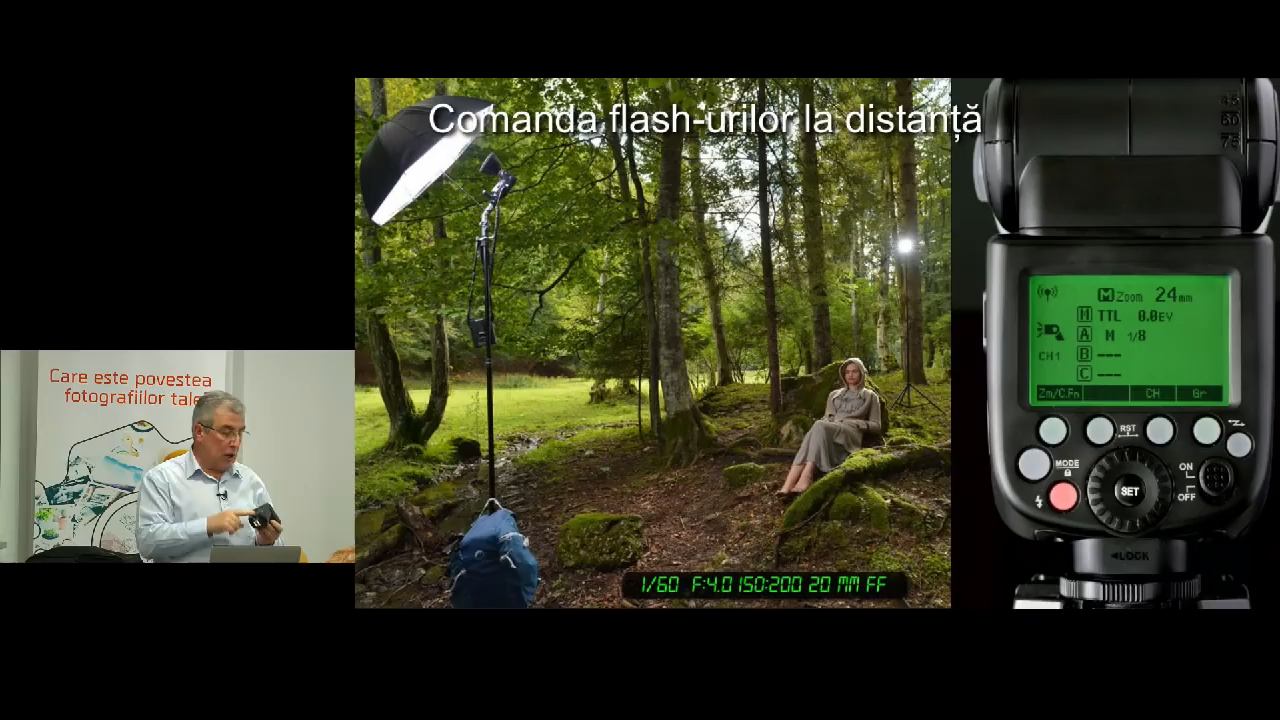 Comanda flash-urilor la distanță
Care este povestea
fotografiilor tale
1/60 F:4.0 ISO:200 20 MM FF
M Zoom 24mm
M TTL 0.0EV
A M 1/8
CH1 B ---
C ---
Zm/C.Fn CH Gr
RST
MODE
ON
OFF
SET
◄LOCK